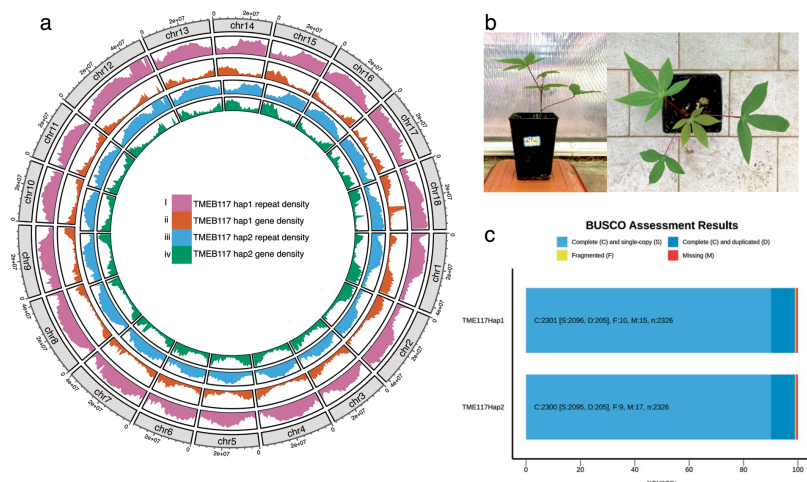 a
chr1
chr2
chr3
chr4
chr5
chr6
chr7
chr8
chr9
chr10
chr11
chr12
chr13
chr14
chr15
chr16
chr17
chr18
0
2e+07
4e+07
i TMEB117 hap1 repeat density
ii TMEB117 hap1 gene density
iii TMEB117 hap2 repeat density
iv TMEB117 hap2 gene density
b
c
BUSCO Assessment Results
Complete (C) and single-copy (S) Complete (C) and duplicated (D)
Fragmented (F) Missing (M)
TME117Hap1 C:2301 [S:2096, D:205], F:10, M:15, n:2326
TME117Hap2 C:2300 [S:2095, D:205], F:9, M:17, n:2326
0 20 40 60 80 100